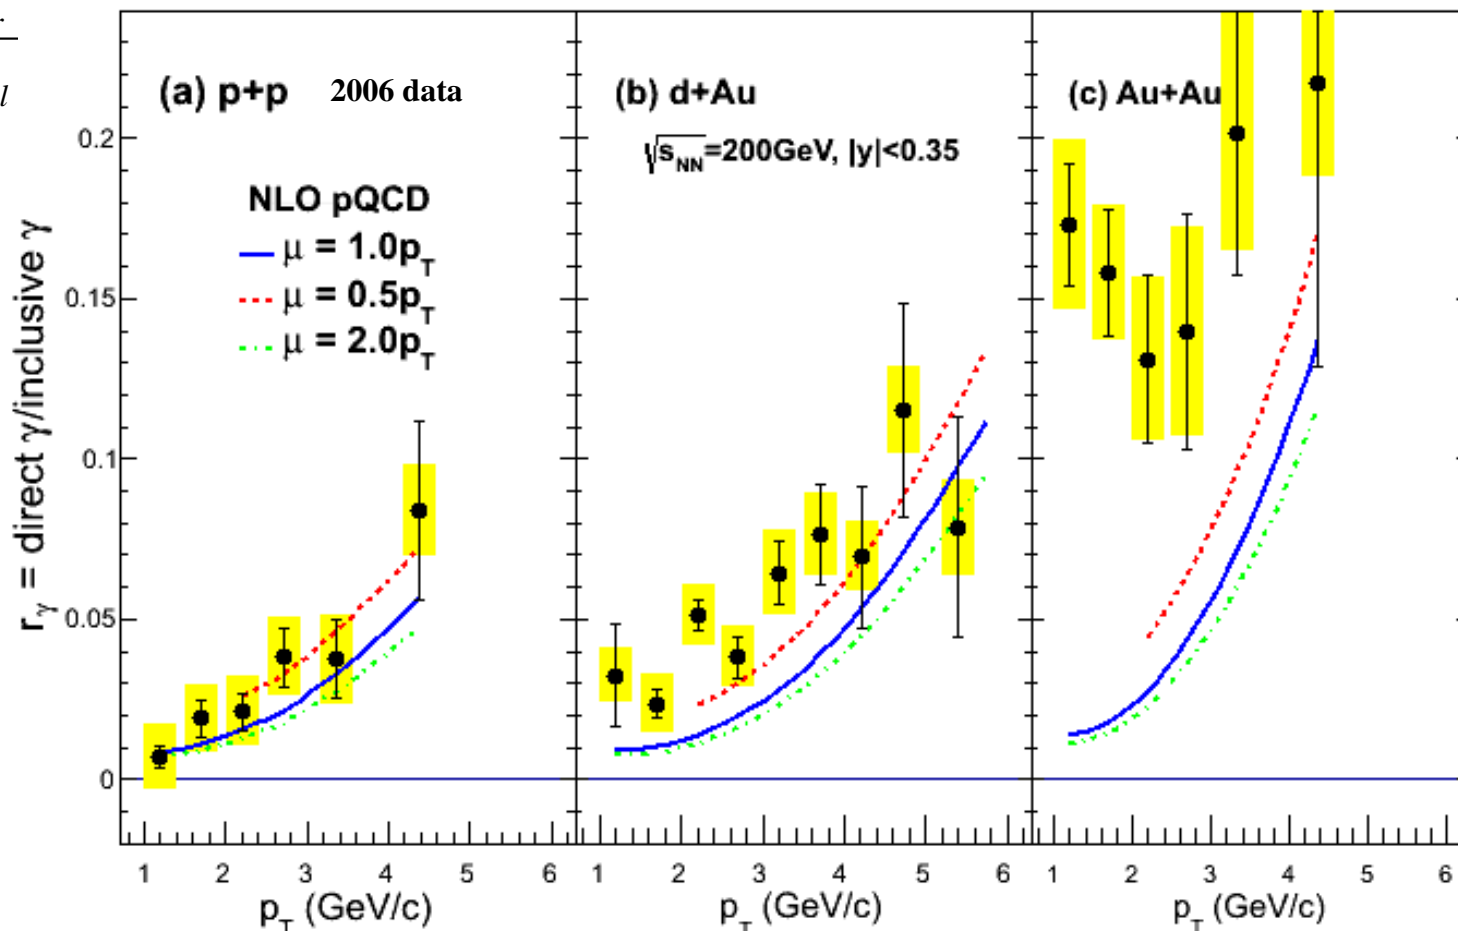 l
(a) p+p 2006 data
(b) d+Au
(c) Au+Au
√s_NN=200GeV, |y|<0.35
NLO pQCD
μ = 1.0p_T
μ = 0.5p_T
μ = 2.0p_T
r_γ = direct γ/inclusive γ
0.2
0.15
0.1
0.05
0
1 2 3 4 5 6
1 2 3 4 5 6
1 2 3 4 5 6
p_T (GeV/c)
p_T (GeV/c)
p_T (GeV/c)